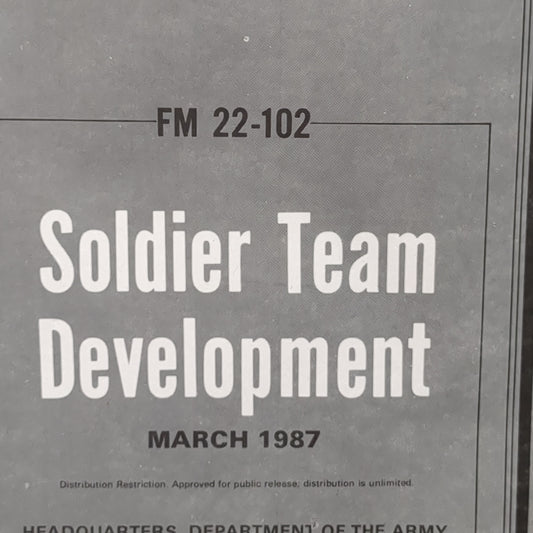 FM 22-102
Soldier Team
Development
MARCH 1987
Distribution Restriction. Approved for public release; distribution is unlimited.
HEADQUARTERS, DEPARTMENT OF THE ARMY